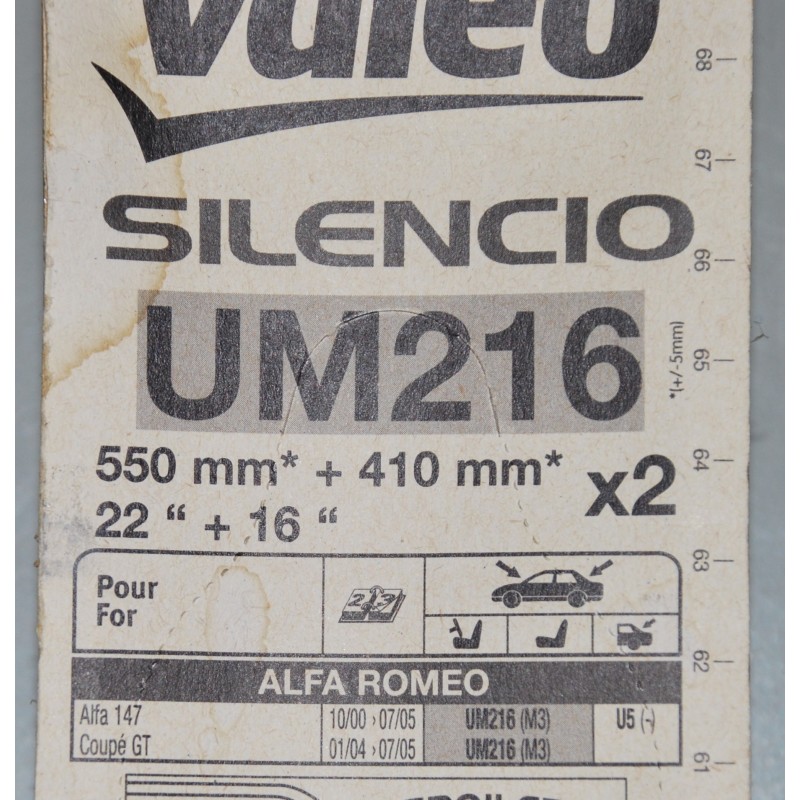 Valeo
SILENCIO
UM216
*(+/-5mm)
550 mm* + 410 mm* x2
22 " + 16 "
Pour
For
ALFA ROMEO
Alfa 147 10/00 › 07/05 UM216 (M3) U5 (-)
Coupé GT 01/04 › 07/05 UM216 (M3)
68
67
66
65
64
63
62
61